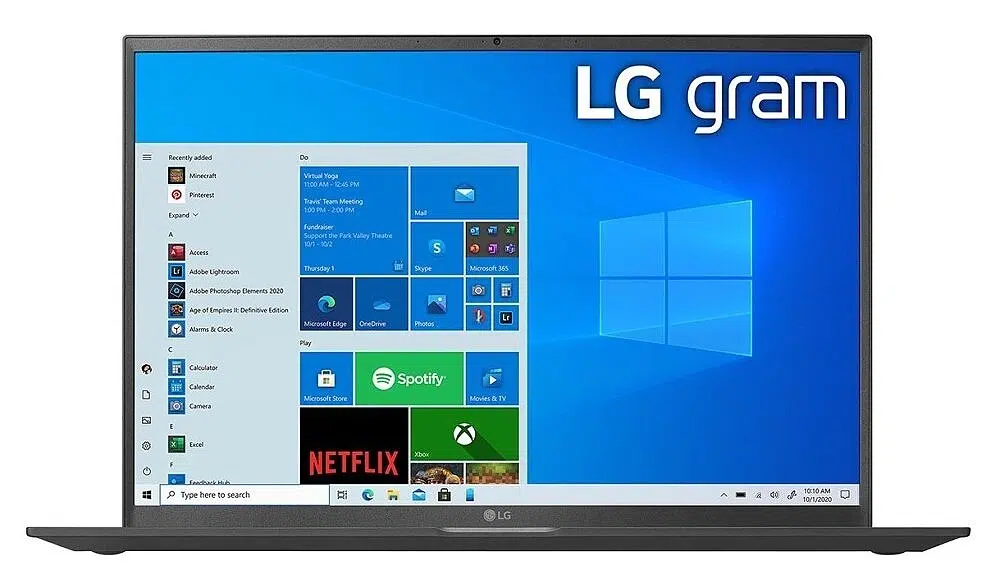 LG gram
Recently added
Minecraft
Pinterest
Expand
A
Access
Adobe Lightroom
Adobe Photoshop Elements 2020
Age of Empires II: Definitive Edition
Alarms & Clock
C
Calculator
Calendar
Camera
E
Excel
F
Feedback Hub
Do
Virtual Yoga
11:00 AM - 12:45 PM
Travis' Team Meeting
1:00 PM - 2:00 PM
Fundraiser
Support the Park Valley Theatre
10/1 - 10/2
Thursday 1
Mail
Skype
Microsoft 365
Microsoft Edge
OneDrive
Photos
Lr
Play
Microsoft Store
Spotify
Movies & TV
NETFLIX
Xbox
Type here to search
10:10 AM
10/1/2020
LG